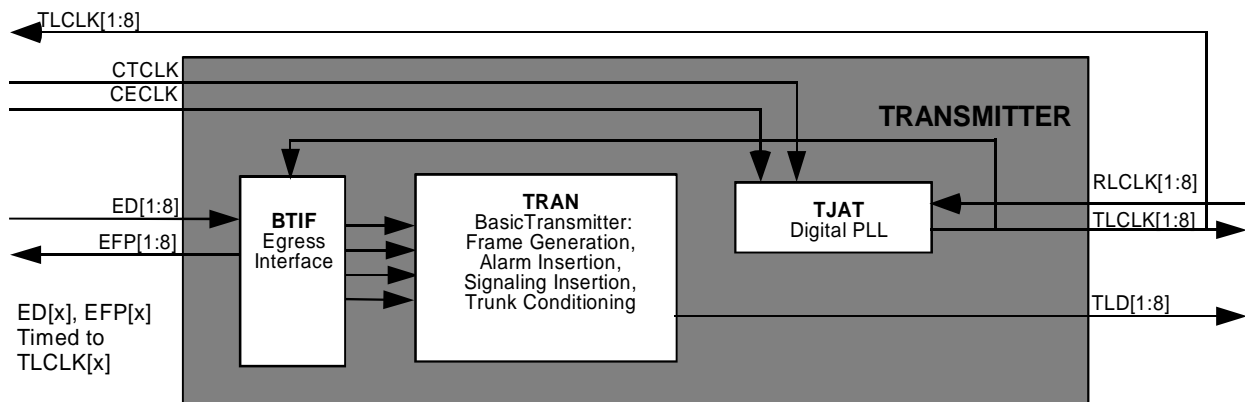 TLCLK[1:8]
CTCLK
CECLK
TRANSMITTER
ED[1:8]
EFP[1:8]
BTIF
Egress
Interface
TRAN
BasicTransmitter:
Frame Generation,
Alarm Insertion,
Signaling Insertion,
Trunk Conditioning
TJAT
Digital PLL
RLCLK[1:8]
TLCLK[1:8]
TLD[1:8]
ED[x], EFP[x]
Timed to
TLCLK[x]